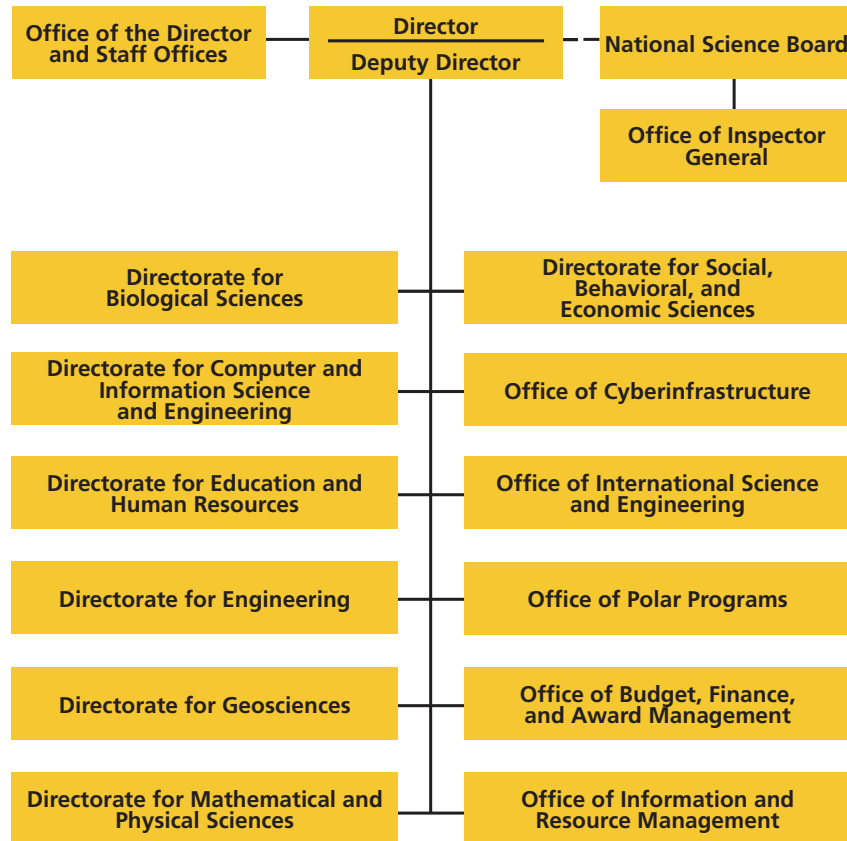 Office of the Director
and Staff Offices
Director
Deputy Director
National Science Board
Office of Inspector
General
Directorate for
Biological Sciences
Directorate for Social,
Behavioral, and
Economic Sciences
Directorate for Computer and
Information Science
and Engineering
Office of Cyberinfrastructure
Directorate for Education and
Human Resources
Office of International Science
and Engineering
Directorate for Engineering
Office of Polar Programs
Directorate for Geosciences
Office of Budget, Finance,
and Award Management
Directorate for Mathematical and
Physical Sciences
Office of Information and
Resource Management